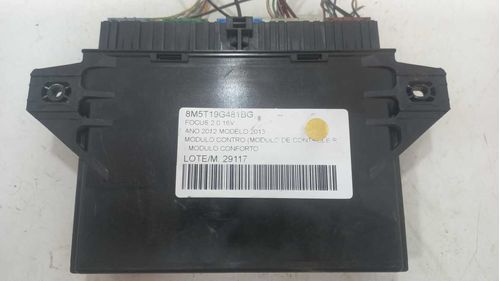 8M5T19G481BG
FOCUS 2.0 16V
ANO 2012 MODELO 2013
MODULO CONTRO (MODULO DE CONTROLE R
- MODULO CONFORTO
LOTE/M: 29117